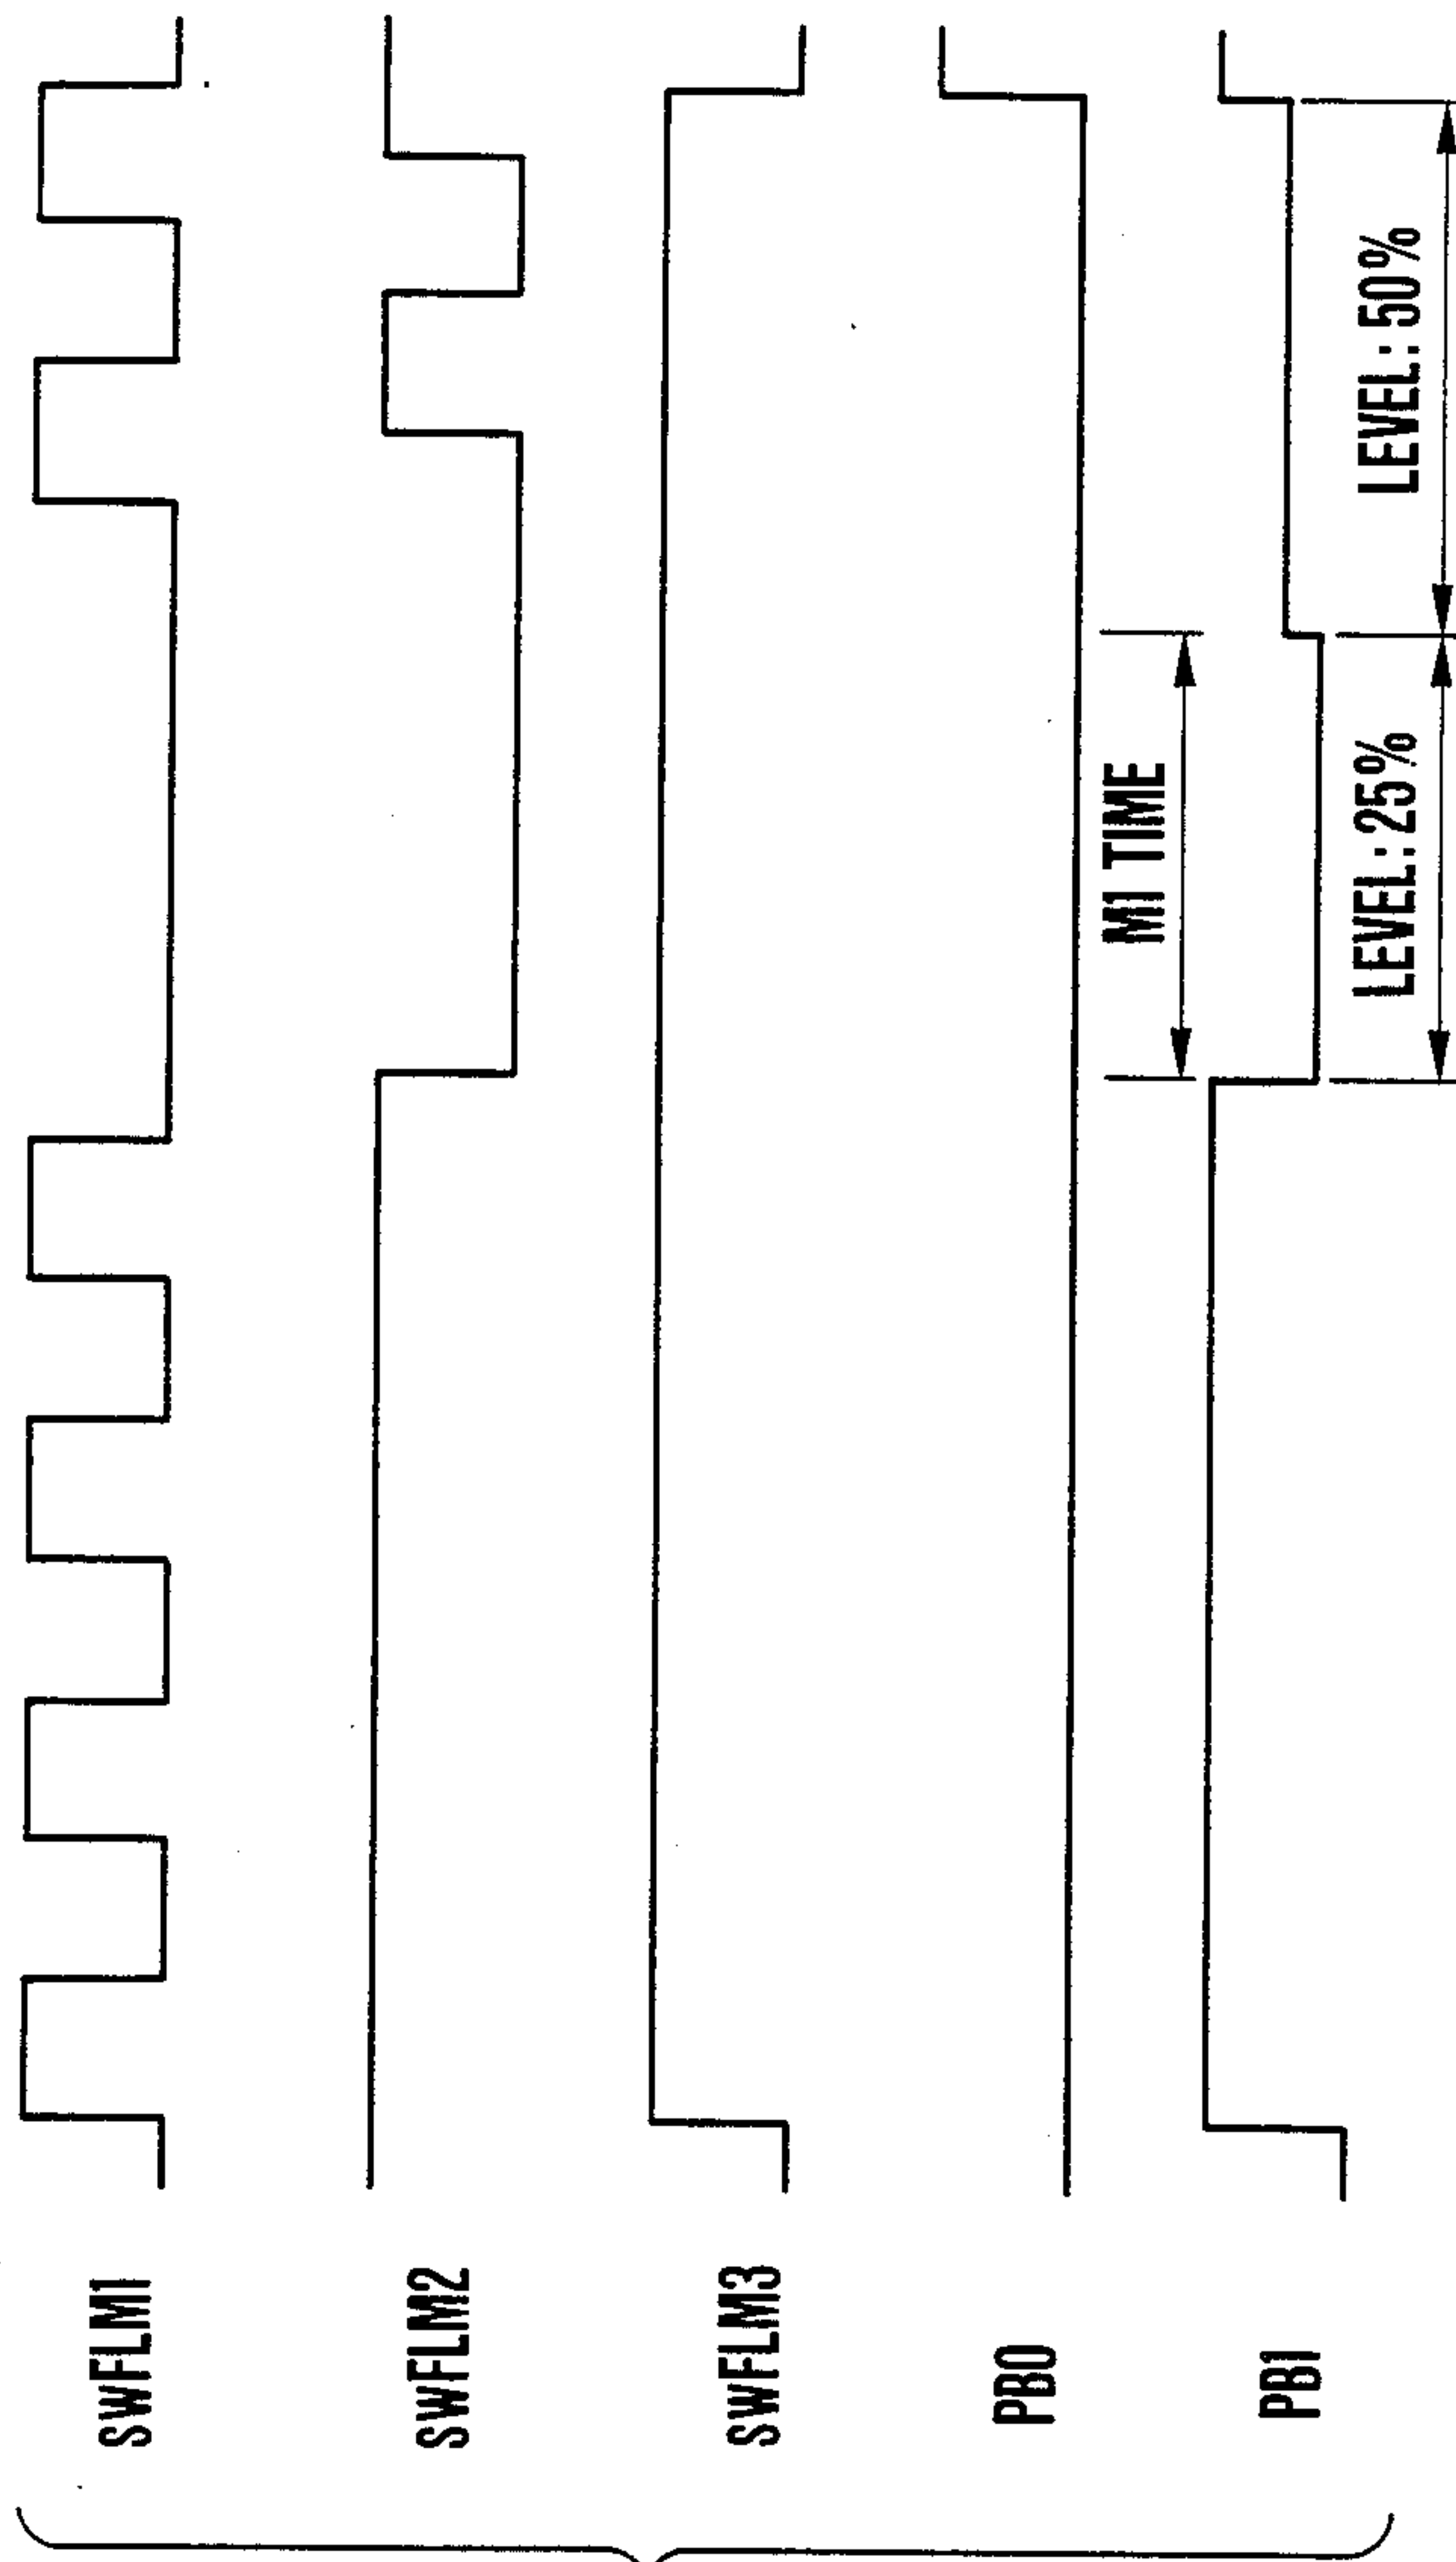 SWFLM1
SWFLM2
SWFLM3
PB0
PB1
M1 TIME
LEVEL:25%
LEVEL:50%